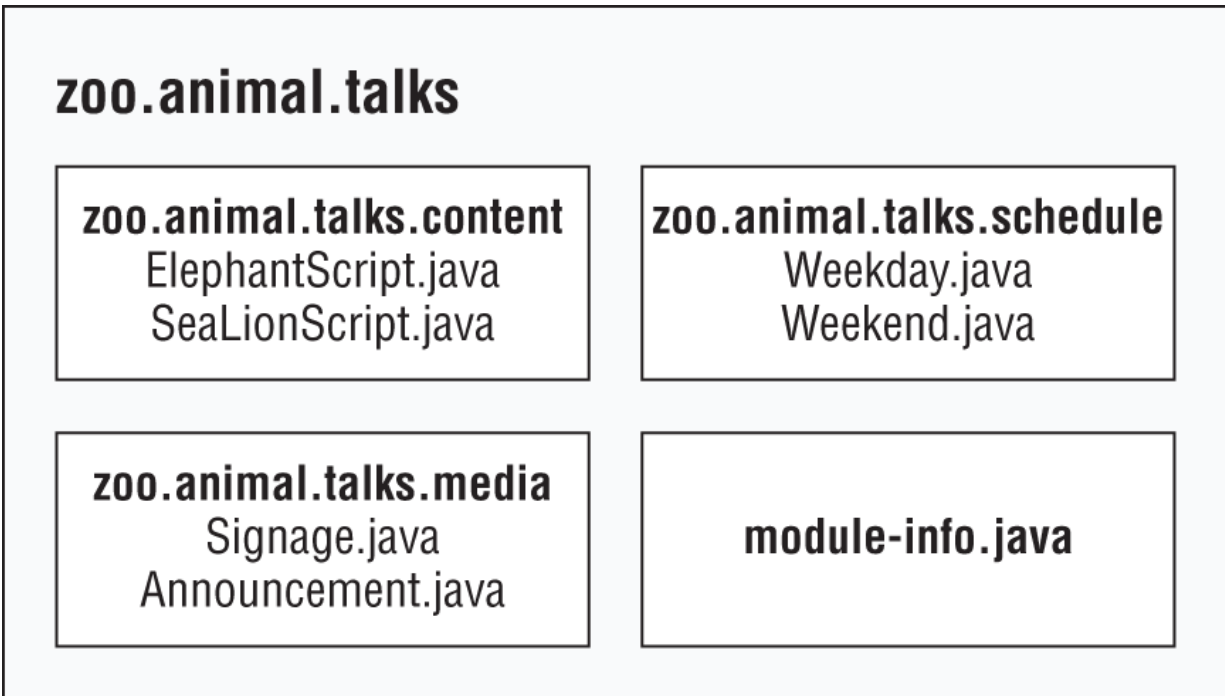 zoo.animal.talks
zoo.animal.talks.content
ElephantScript.java
SeaLionScript.java
zoo.animal.talks.schedule
Weekday.java
Weekend.java
zoo.animal.talks.media
Signage.java
Announcement.java
module-info.java